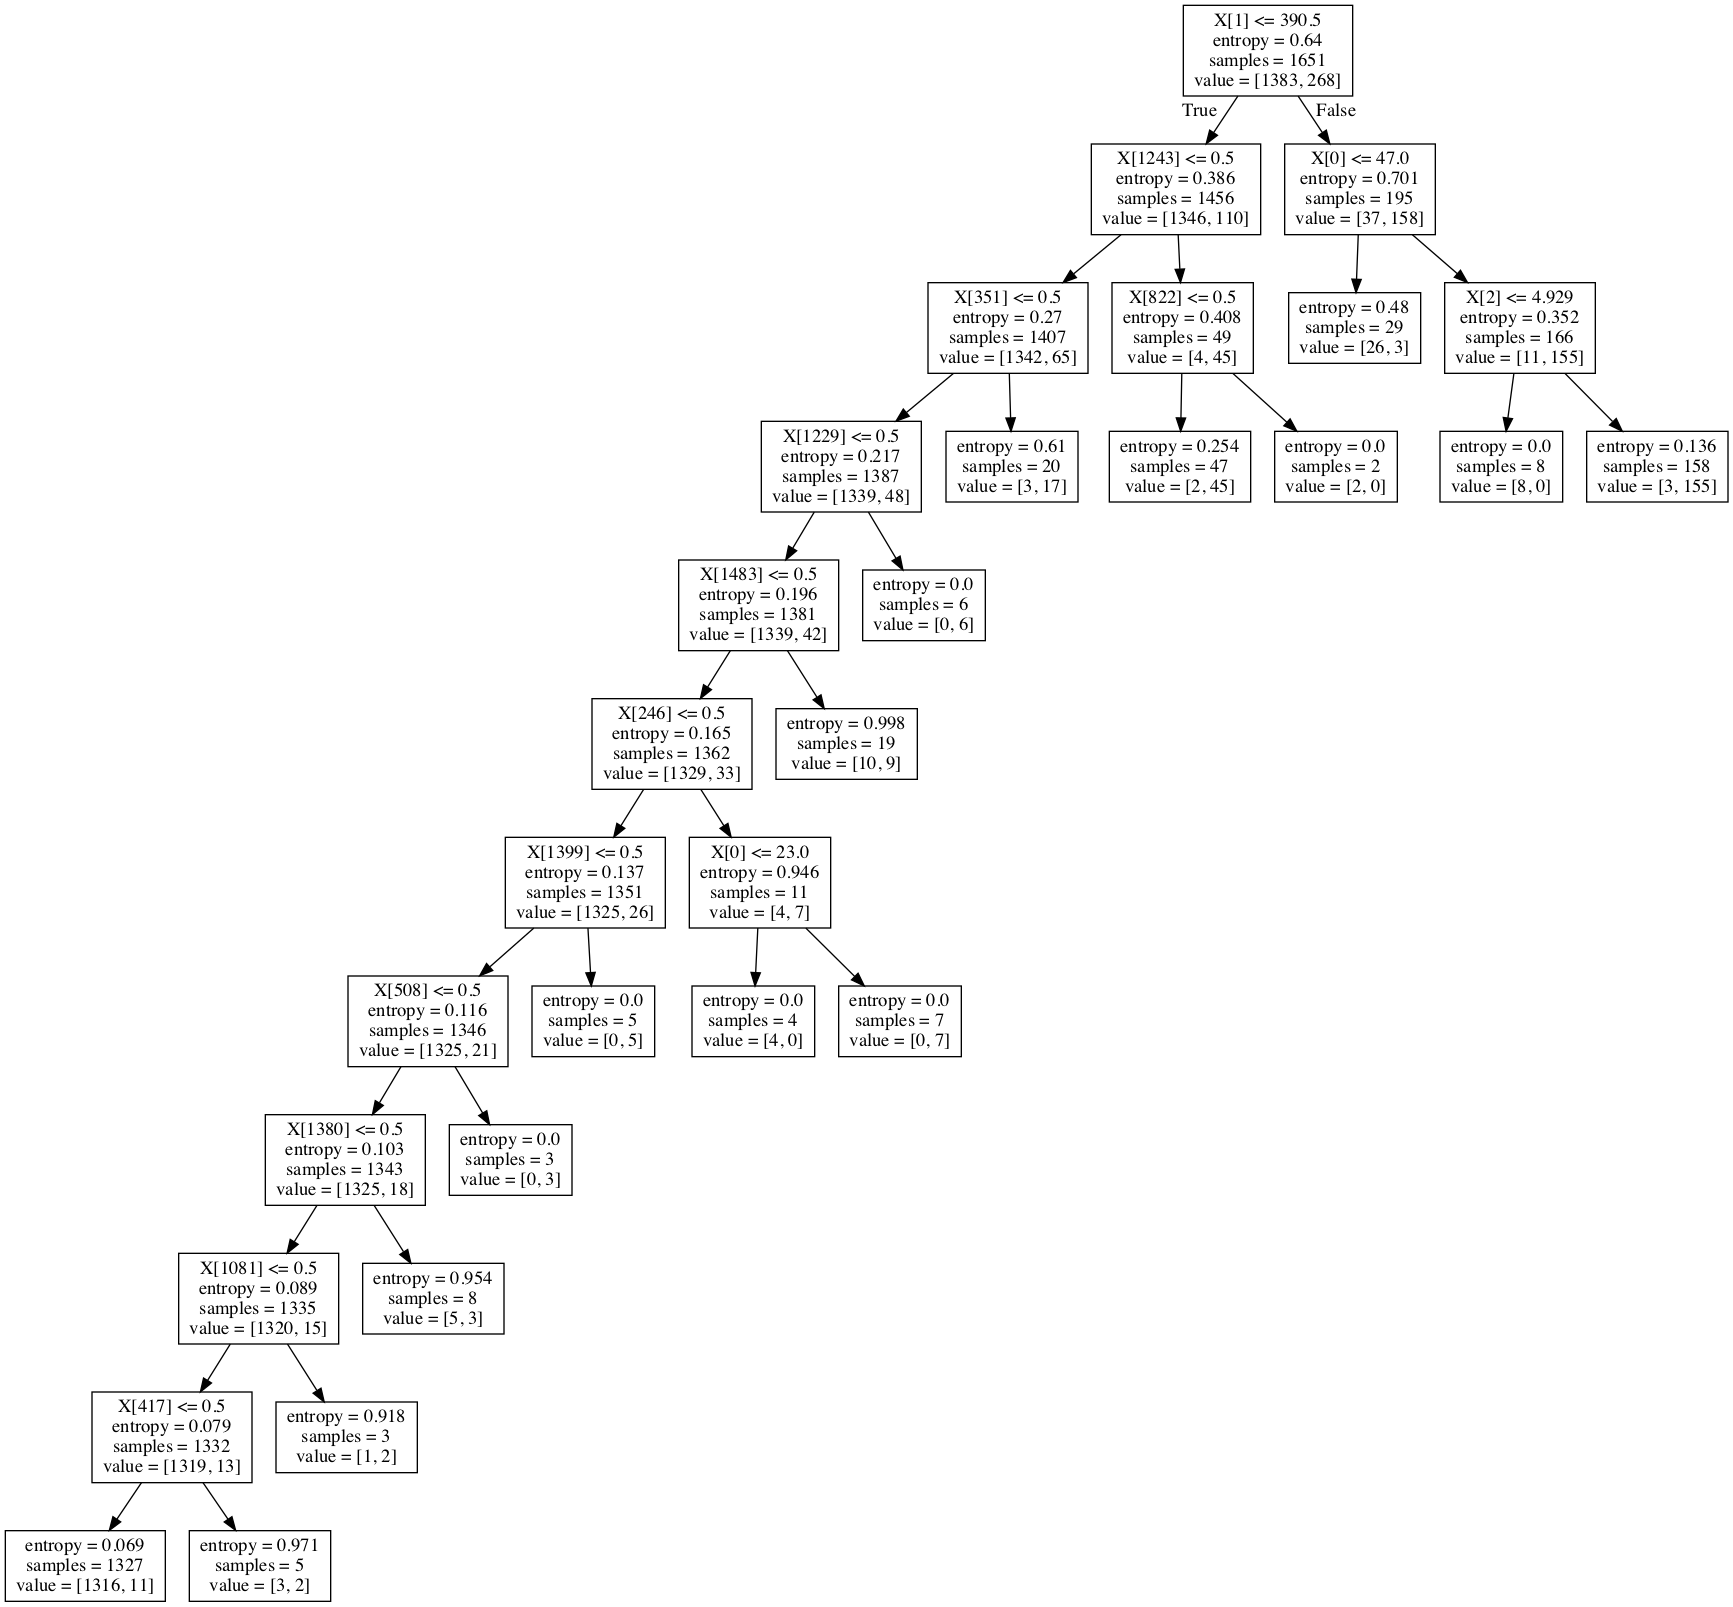 X[1] <= 390.5
entropy = 0.64
samples = 1651
value = [1383, 268]
True
False
X[1243] <= 0.5
entropy = 0.386
samples = 1456
value = [1346, 110]
X[0] <= 47.0
entropy = 0.701
samples = 195
value = [37, 158]
X[351] <= 0.5
entropy = 0.27
samples = 1407
value = [1342, 65]
X[822] <= 0.5
entropy = 0.408
samples = 49
value = [4, 45]
entropy = 0.48
samples = 29
value = [26, 3]
X[2] <= 4.929
entropy = 0.352
samples = 166
value = [11, 155]
X[1229] <= 0.5
entropy = 0.217
samples = 1387
value = [1339, 48]
entropy = 0.61
samples = 20
value = [3, 17]
entropy = 0.254
samples = 47
value = [2, 45]
entropy = 0.0
samples = 2
value = [2, 0]
entropy = 0.0
samples = 8
value = [8, 0]
entropy = 0.136
samples = 158
value = [3, 155]
X[1483] <= 0.5
entropy = 0.196
samples = 1381
value = [1339, 42]
entropy = 0.0
samples = 6
value = [0, 6]
X[246] <= 0.5
entropy = 0.165
samples = 1362
value = [1329, 33]
entropy = 0.998
samples = 19
value = [10, 9]
X[1399] <= 0.5
entropy = 0.137
samples = 1351
value = [1325, 26]
X[0] <= 23.0
entropy = 0.946
samples = 11
value = [4, 7]
X[508] <= 0.5
entropy = 0.116
samples = 1346
value = [1325, 21]
entropy = 0.0
samples = 5
value = [0, 5]
entropy = 0.0
samples = 4
value = [4, 0]
entropy = 0.0
samples = 7
value = [0, 7]
X[1380] <= 0.5
entropy = 0.103
samples = 1343
value = [1325, 18]
entropy = 0.0
samples = 3
value = [0, 3]
X[1081] <= 0.5
entropy = 0.089
samples = 1335
value = [1320, 15]
entropy = 0.954
samples = 8
value = [5, 3]
X[417] <= 0.5
entropy = 0.079
samples = 1332
value = [1319, 13]
entropy = 0.918
samples = 3
value = [1, 2]
entropy = 0.069
samples = 1327
value = [1316, 11]
entropy = 0.971
samples = 5
value = [3, 2]